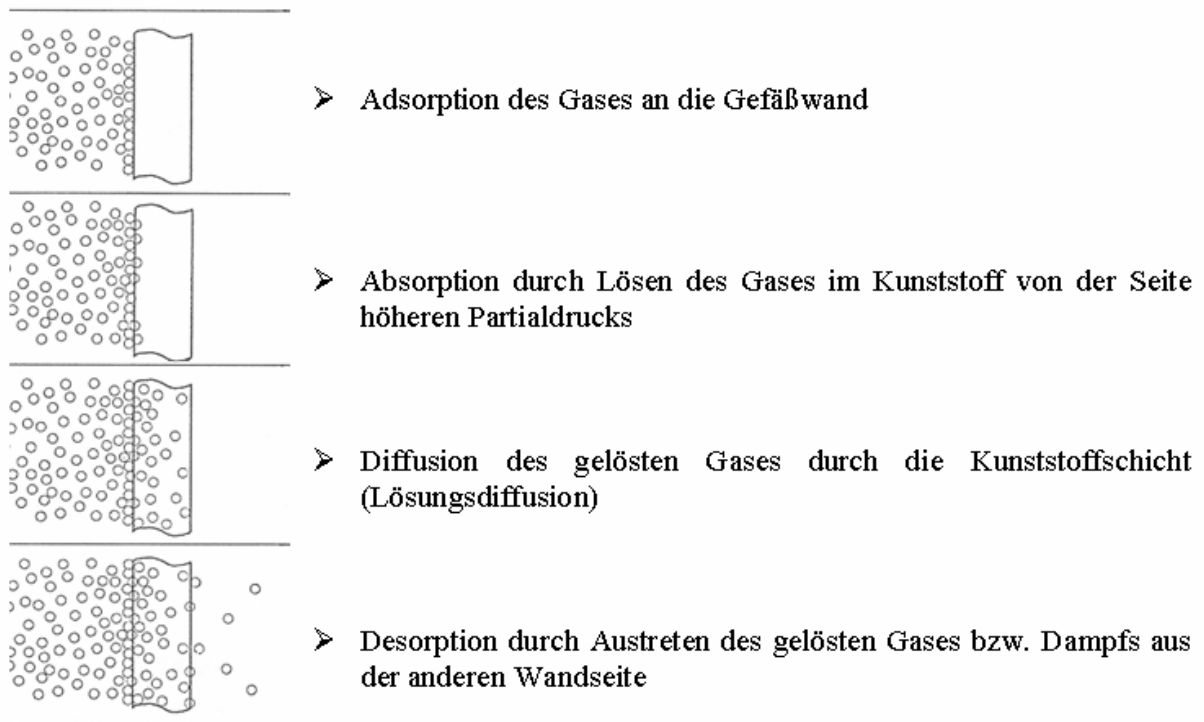 ➢ Adsorption des Gases an die Gefäßwand
➢ Absorption durch Lösen des Gases im Kunststoff von der Seite
höheren Partialdrucks
➢ Diffusion des gelösten Gases durch die Kunststoffschicht
(Lösungsdiffusion)
➢ Desorption durch Austreten des gelösten Gases bzw. Dampfs aus
der anderen Wandseite